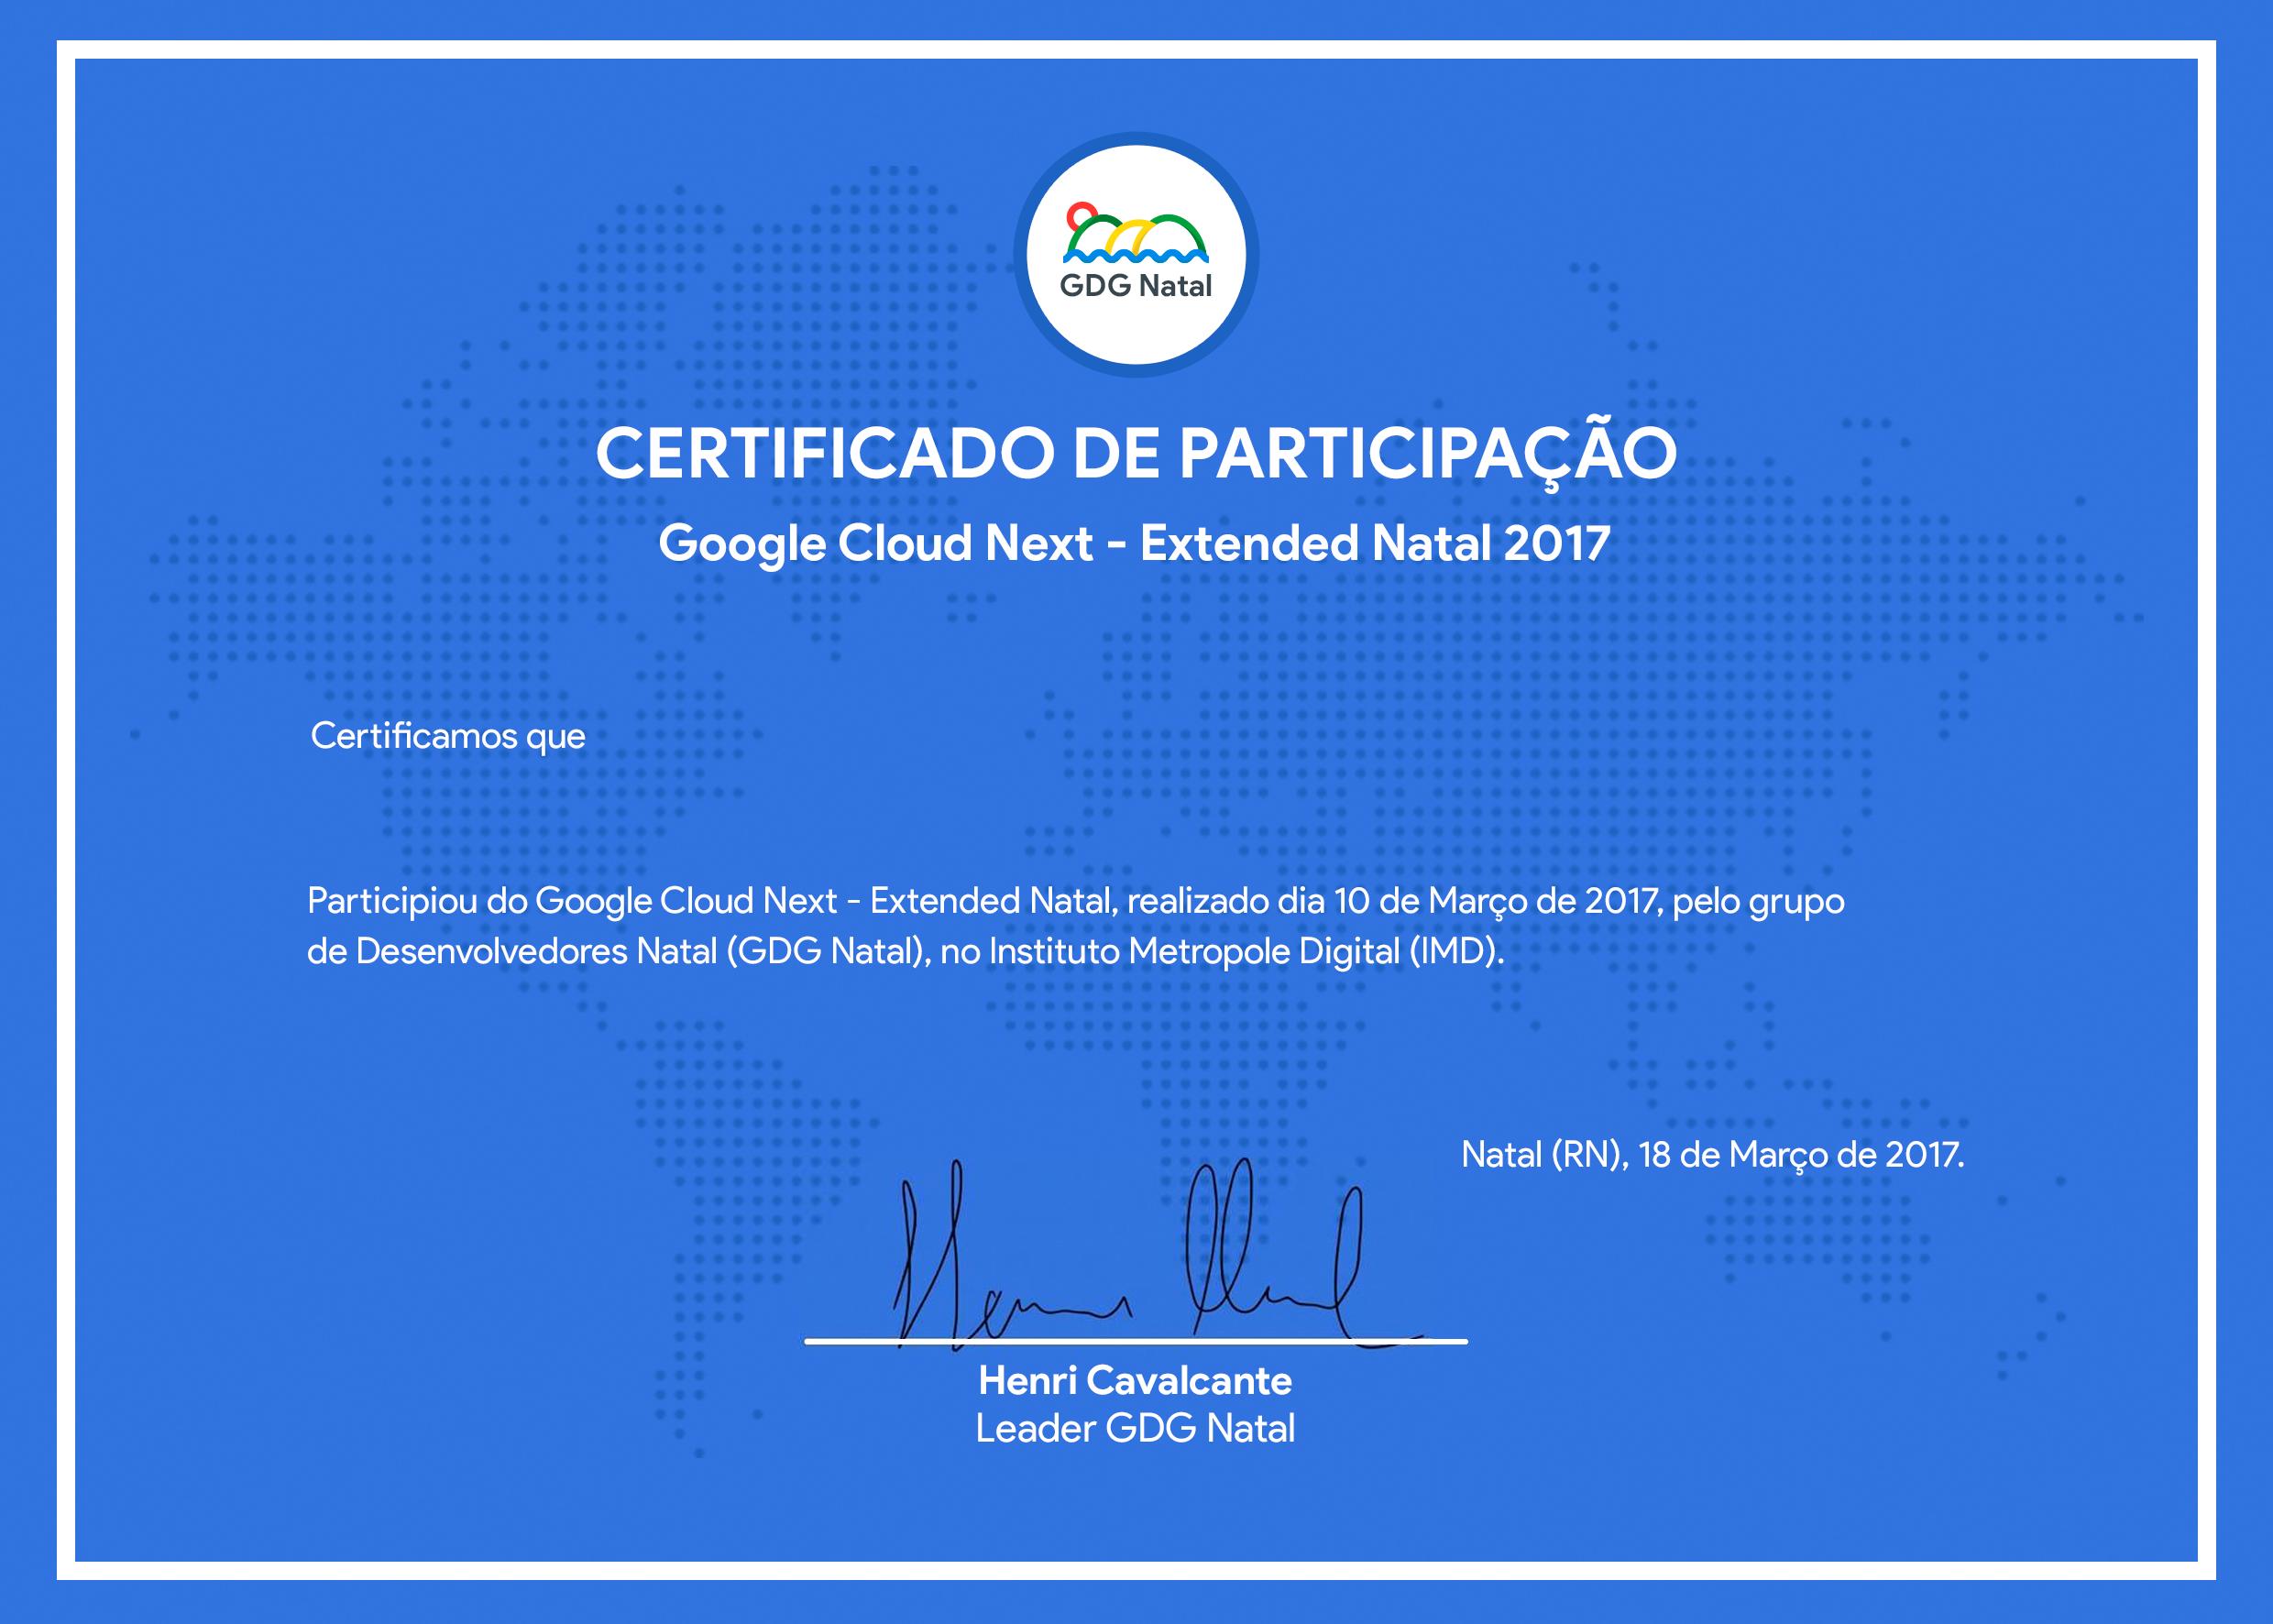 GDG Natal
CERTIFICADO DE PARTICIPAÇÃO
Google Cloud Next - Extended Natal 2017
Certificamos que
Participiou do Google Cloud Next - Extended Natal, realizado dia 10 de Março de 2017, pelo grupo
de Desenvolvedores Natal (GDG Natal), no Instituto Metropole Digital (IMD).
Natal (RN), 18 de Março de 2017.
Henri Cavalcante
Leader GDG Natal